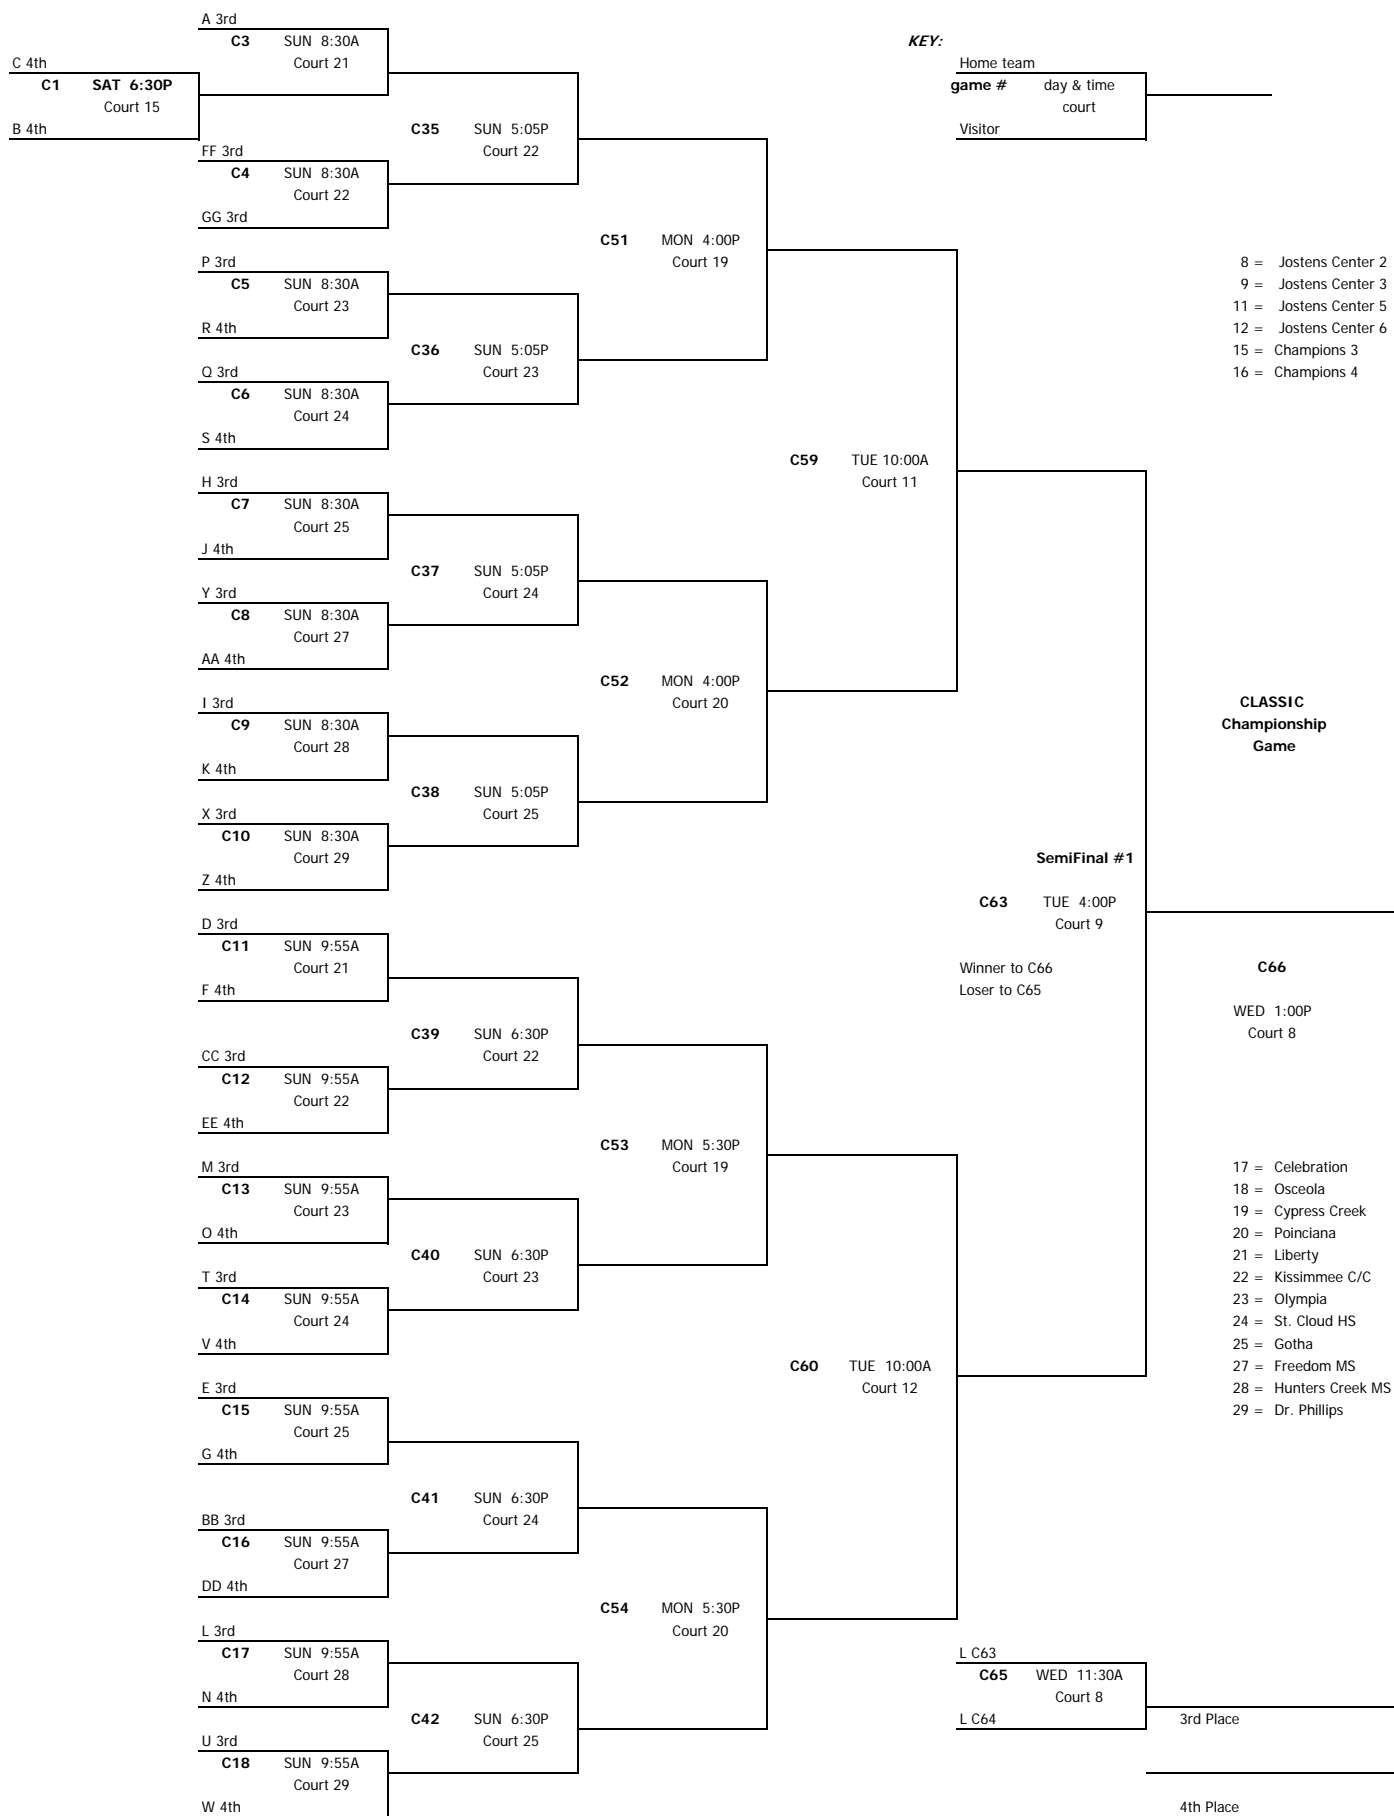 A 3rd
C3 SUN 8:30A
Court 21
KEY:
C 4th
C1 SAT 6:30P
Court 15
B 4th
Home team
game # day & time
court
Visitor
C35 SUN 5:05P
Court 22
FF 3rd
C4 SUN 8:30A
Court 22
GG 3rd
C51 MON 4:00P
Court 19
P 3rd
C5 SUN 8:30A
Court 23
R 4th
C36 SUN 5:05P
Court 23
8 = Jostens Center 2
9 = Jostens Center 3
11 = Jostens Center 5
12 = Jostens Center 6
15 = Champions 3
16 = Champions 4
Q 3rd
C6 SUN 8:30A
Court 24
S 4th
C59 TUE 10:00A
Court 11
H 3rd
C7 SUN 8:30A
Court 25
J 4th
C37 SUN 5:05P
Court 24
Y 3rd
C8 SUN 8:30A
Court 27
AA 4th
C52 MON 4:00P
Court 20
I 3rd
C9 SUN 8:30A
Court 28
K 4th
CLASSIC
Championship
Game
C38 SUN 5:05P
Court 25
X 3rd
C10 SUN 8:30A
Court 29
Z 4th
SemiFinal #1
C63 TUE 4:00P
Court 9
Winner to C66
Loser to C65
D 3rd
C11 SUN 9:55A
Court 21
F 4th
C66
WED 1:00P
Court 8
C39 SUN 6:30P
Court 22
CC 3rd
C12 SUN 9:55A
Court 22
EE 4th
C53 MON 5:30P
Court 19
M 3rd
C13 SUN 9:55A
Court 23
O 4th
C40 SUN 6:30P
Court 23
17 = Celebration
18 = Osceola
19 = Cypress Creek
20 = Poinciana
21 = Liberty
22 = Kissimmee C/C
23 = Olympia
24 = St. Cloud HS
25 = Gotha
27 = Freedom MS
28 = Hunters Creek MS
29 = Dr. Phillips
T 3rd
C14 SUN 9:55A
Court 24
V 4th
C60 TUE 10:00A
Court 12
E 3rd
C15 SUN 9:55A
Court 25
G 4th
C41 SUN 6:30P
Court 24
BB 3rd
C16 SUN 9:55A
Court 27
DD 4th
C54 MON 5:30P
Court 20
L 3rd
C17 SUN 9:55A
Court 28
N 4th
L C63
C65 WED 11:30A
Court 8
L C64
3rd Place
C42 SUN 6:30P
Court 25
U 3rd
C18 SUN 9:55A
Court 29
W 4th
4th Place